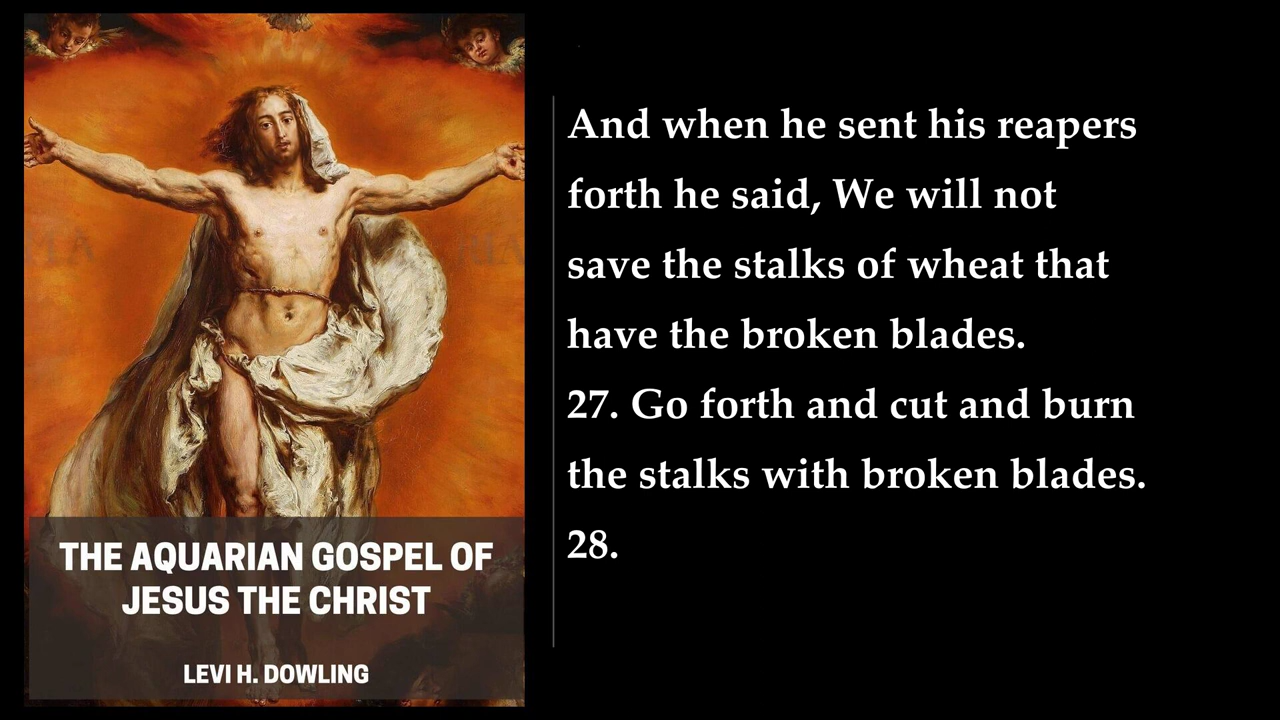 THE AQUARIAN GOSPEL OF
JESUS THE CHRIST
LEVI H. DOWLING
And when he sent his reapers
forth he said, We will not
save the stalks of wheat that
have the broken blades.
27. Go forth and cut and burn
the stalks with broken blades.
28.